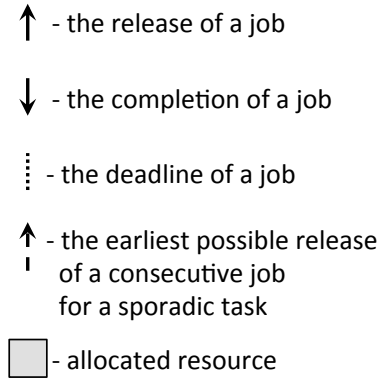 - the release of a job
- the completion of a job
- the deadline of a job
- the earliest possible release
of a consecutive job
for a sporadic task
- allocated resource